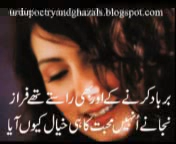 urdupoetryandghazals.blogspot.com
برباد کرنے کے اور بھی راستے تھے فراز
نجانے انہیں محبت کا ہی خیال کیوں آیا